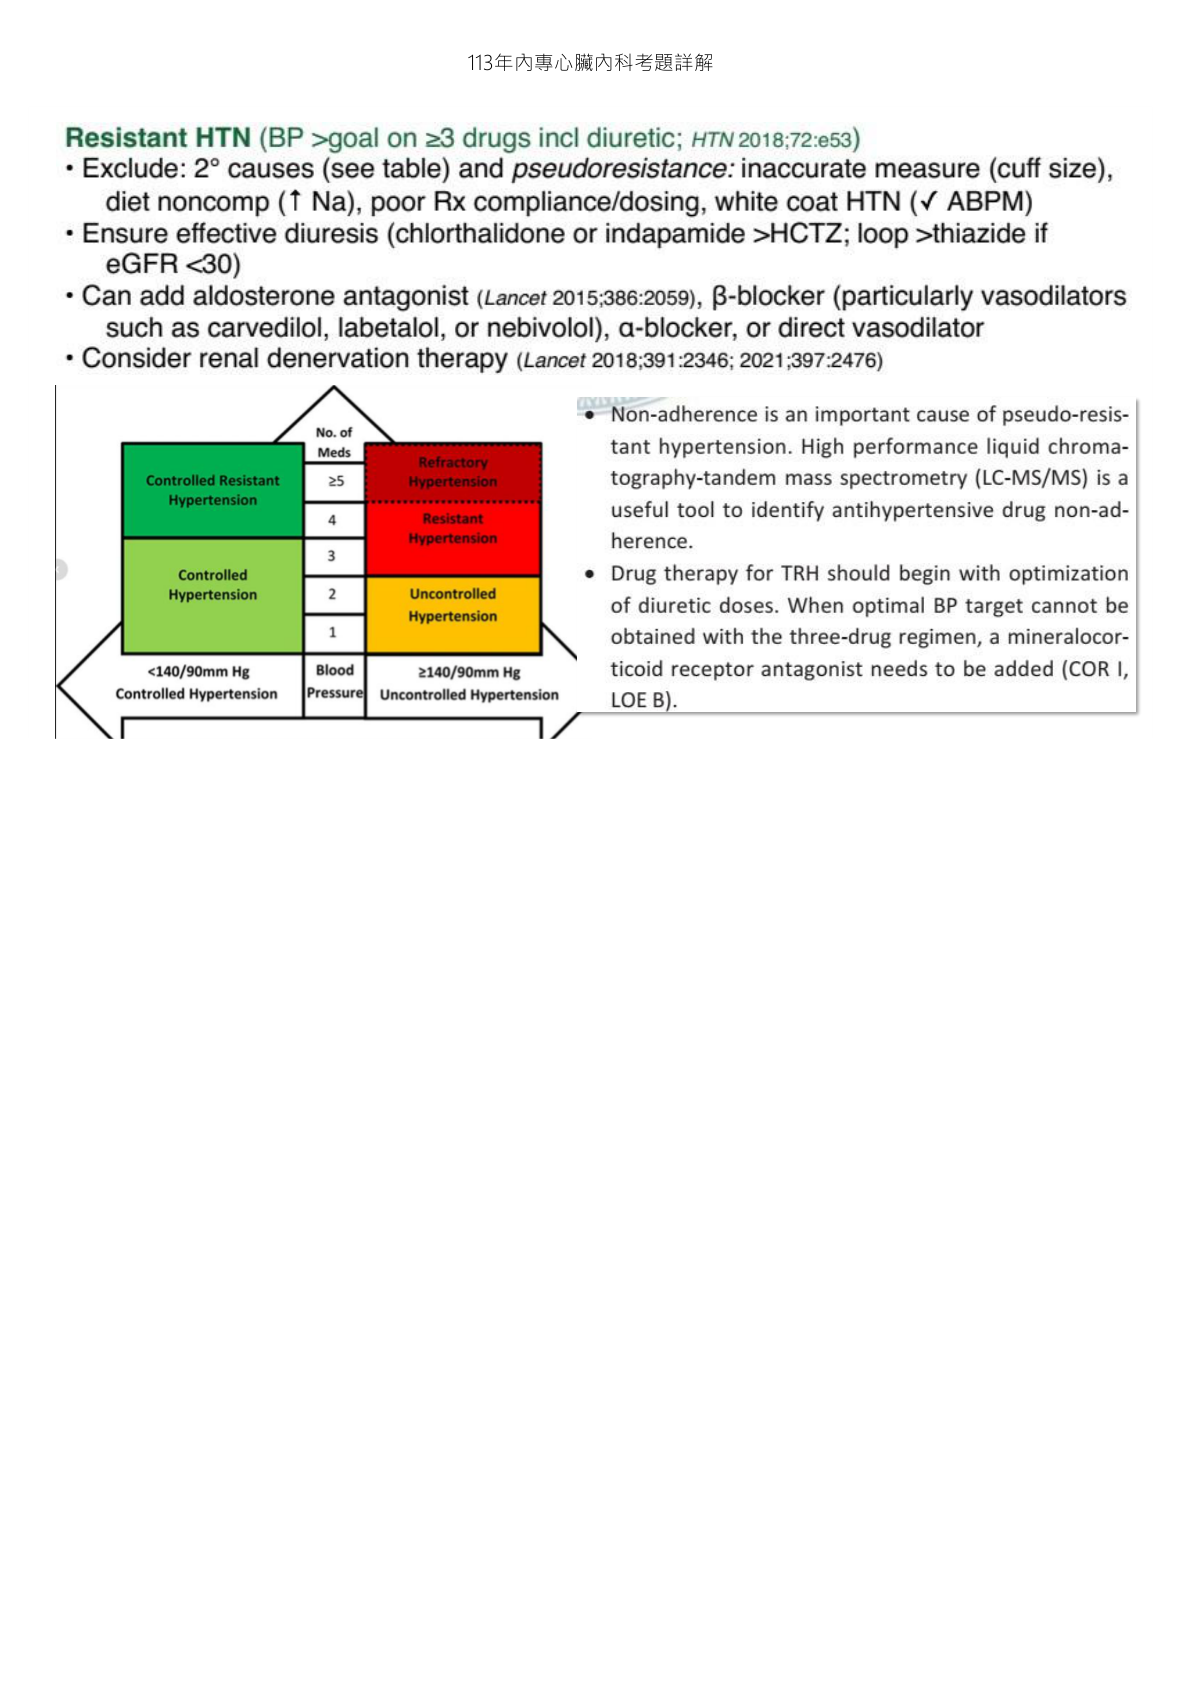 113年內專心臟內科考題詳解
Resistant HTN (BP >goal on ≥3 drugs incl diuretic; HTN 2018;72:e53)
• Exclude: 2° causes (see table) and pseudoresistance: inaccurate measure (cuff size),
diet noncomp (↑ Na), poor Rx compliance/dosing, white coat HTN (✓ ABPM)
• Ensure effective diuresis (chlorthalidone or indapamide >HCTZ; loop >thiazide if
eGFR <30)
• Can add aldosterone antagonist (Lancet 2015;386:2059), β-blocker (particularly vasodilators
such as carvedilol, labetalol, or nebivolol), α-blocker, or direct vasodilator
• Consider renal denervation therapy (Lancet 2018;391:2346; 2021;397:2476)
No. of
Meds
Controlled Resistant
Hypertension
≥5
Refractory
Hypertension
4
Resistant
Hypertension
3
Controlled
Hypertension
2
Uncontrolled
Hypertension
1
<140/90mm Hg
Controlled Hypertension
Blood
Pressure
≥140/90mm Hg
Uncontrolled Hypertension
• Non-adherence is an important cause of pseudo-resis-
tant hypertension. High performance liquid chroma-
tography-tandem mass spectrometry (LC-MS/MS) is a
useful tool to identify antihypertensive drug non-ad-
herence.
• Drug therapy for TRH should begin with optimization
of diuretic doses. When optimal BP target cannot be
obtained with the three-drug regimen, a mineralocor-
ticoid receptor antagonist needs to be added (COR I,
LOE B).